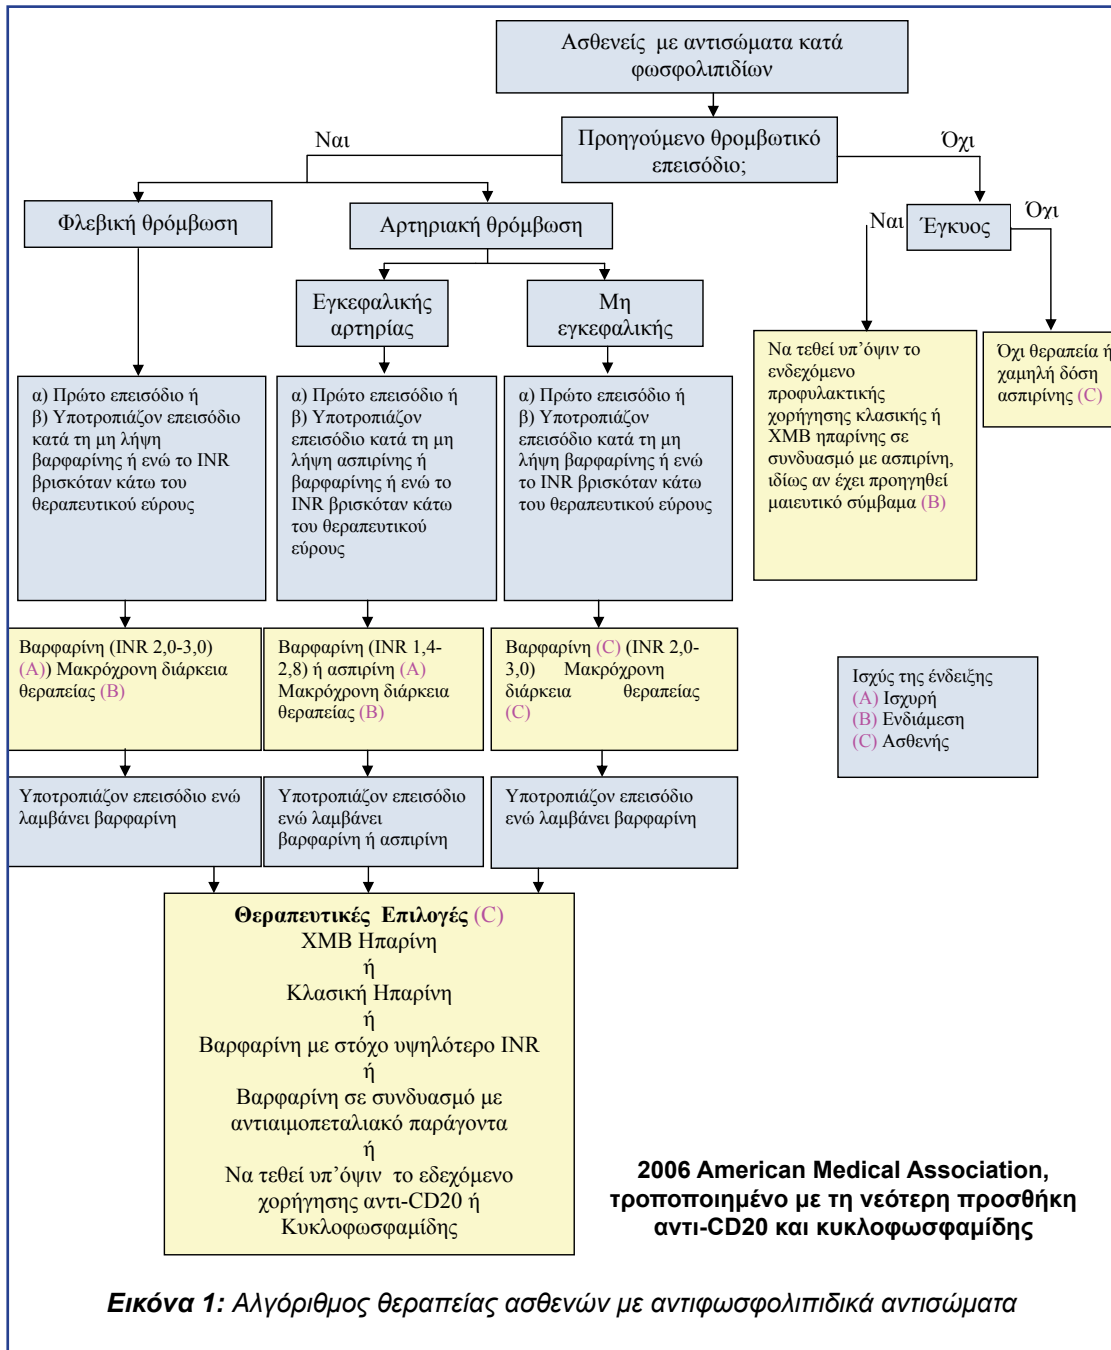 Ασθενείς με αντισώματα κατά
φωσφολιπιδίων
Προηγούμενο θρομβωτικό
επεισόδιο;
Ναι
Όχι
Φλεβική θρόμβωση
Αρτηριακή θρόμβωση
Ναι
Έγκυος
Όχι
Εγκεφαλικής
αρτηρίας
Μη
εγκεφαλικής
α) Πρώτο επεισόδιο ή
β) Υποτροπιάζον επεισόδιο
κατά τη μη λήψη
βαρφαρίνης ή ενώ το INR
βρισκόταν κάτω του
θεραπευτικού εύρους
α) Πρώτο επεισόδιο ή
β) Υποτροπιάζον
επεισόδιο κατά τη μη
λήψη ασπιρίνης ή
βαρφαρίνης ή ενώ το
INR βρισκόταν κάτω
του θεραπευτικού
εύρους
α) Πρώτο επεισόδιο ή
β) Υποτροπιάζον
επεισόδιο κατά τη μη
λήψη βαρφαρίνης ή ενώ
το INR βρισκόταν κάτω
του θεραπευτικού εύρους
Να τεθεί υπ’όψιν το
ενδεχόμενο
προφυλακτικής
χορήγησης κλασικής ή
ΧΜΒ ηπαρίνης σε
συνδυασμό με ασπιρίνη,
ιδίως αν έχει προηγηθεί
μαιευτικό σύμβαμα (B)
Όχι θεραπεία ή
χαμηλή δόση
ασπιρίνης (C)
Βαρφαρίνη (INR 2,0-3,0)
(A)) Μακρόχρονη διάρκεια
θεραπείας (B)
Βαρφαρίνη (INR 1,4-
2,8) ή ασπιρίνη (A)
Μακρόχρονη διάρκεια
θεραπείας (B)
Βαρφαρίνη (C) (INR 2,0-
3,0) Μακρόχρονη
διάρκεια θεραπείας
(C)
Ισχύς της ένδειξης
(A) Ισχυρή
(B) Ενδιάμεση
(C) Ασθενής
Υποτροπιάζον επεισόδιο ενώ
λαμβάνει βαρφαρίνη
Υποτροπιάζον επεισόδιο
ενώ λαμβάνει
βαρφαρίνη ή ασπιρίνη
Υποτροπιάζον επεισόδιο
ενώ λαμβάνει βαρφαρίνη
Θεραπευτικές Επιλογές (C)
ΧΜΒ Ηπαρίνη
ή
Κλασική Ηπαρίνη
ή
Βαρφαρίνη με στόχο υψηλότερο INR
ή
Βαρφαρίνη σε συνδυασμό με
αντιαιμοπεταλιακό παράγοντα
ή
Να τεθεί υπ’όψιν το εδεχόμενο
χορήγησης αντι-CD20 ή
Κυκλοφωσφαμίδης
2006 American Medical Association,
τροποποιημένο με τη νεότερη προσθήκη
αντι-CD20 και κυκλοφωσφαμίδης
Εικόνα 1: Αλγόριθμος θεραπείας ασθενών με αντιφωσφολιπιδικά αντισώματα